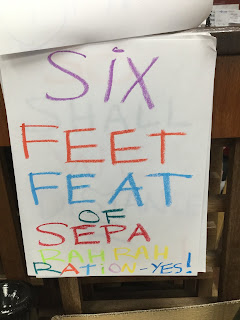 SiX
FEET
FEAT
OF
SEPA
RAH RAH
RATION-YES!